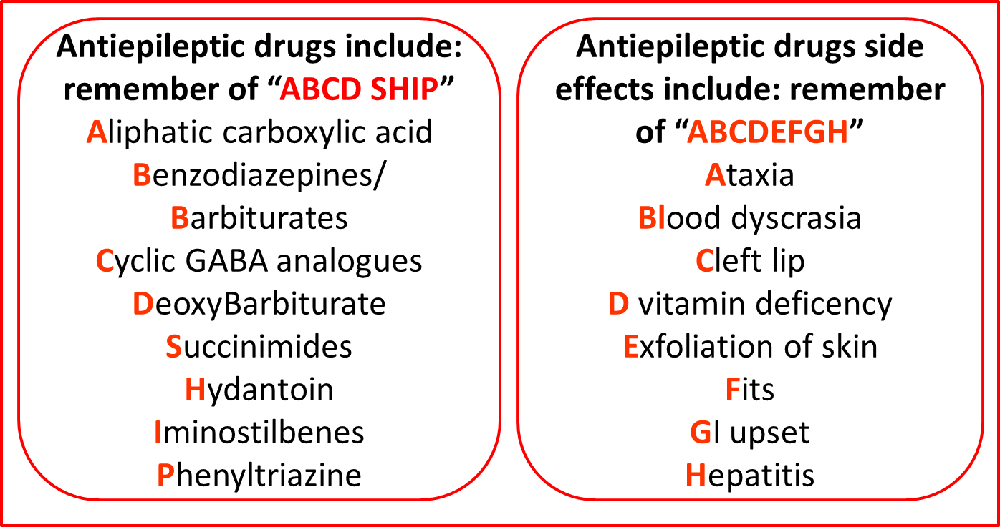 Antiepileptic drugs include:
remember of “ABCD SHIP”
Aliphatic carboxylic acid
Benzodiazepines/
Barbiturates
Cyclic GABA analogues
DeoxyBarbiturate
Succinimides
Hydantoin
Iminostilbenes
Phenyltriazine
Antiepileptic drugs side
effects include: remember
of “ABCDEFGH”
Ataxia
Blood dyscrasia
Cleft lip
D vitamin deficency
Exfoliation of skin
Fits
GI upset
Hepatitis